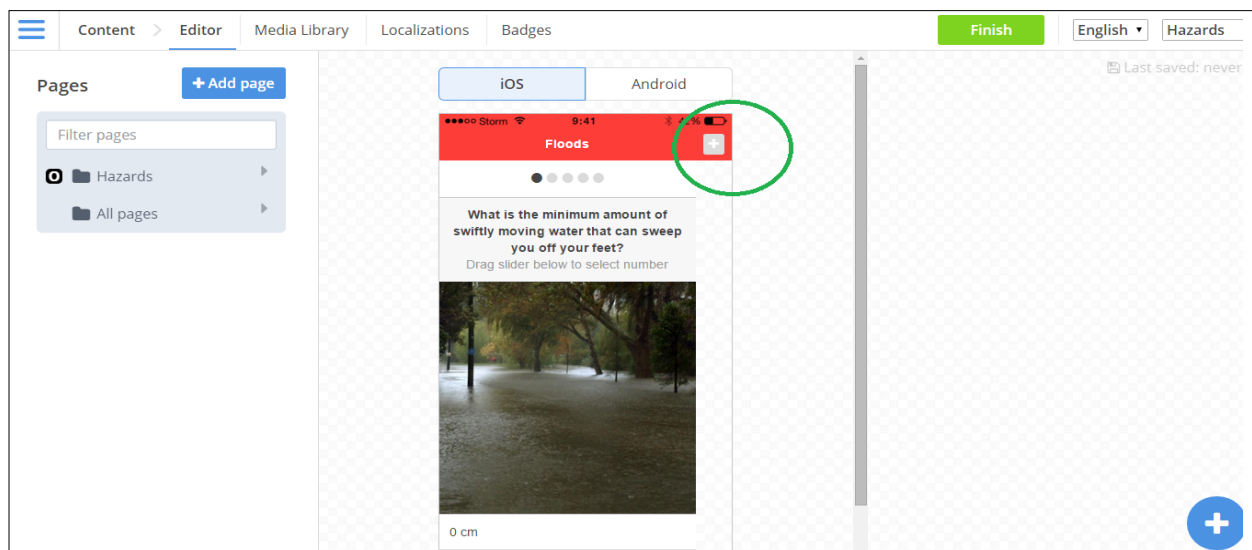 Content > Editor Media Library Localizations Badges Finish English Hazards
Pages + Add page
Last saved: never
iOS Android
Filter pages
Storm 9:41
Floods
Hazards
All pages
What is the minimum amount of
swiftly moving water that can sweep
you off your feet?
Drag slider below to select number
0 cm